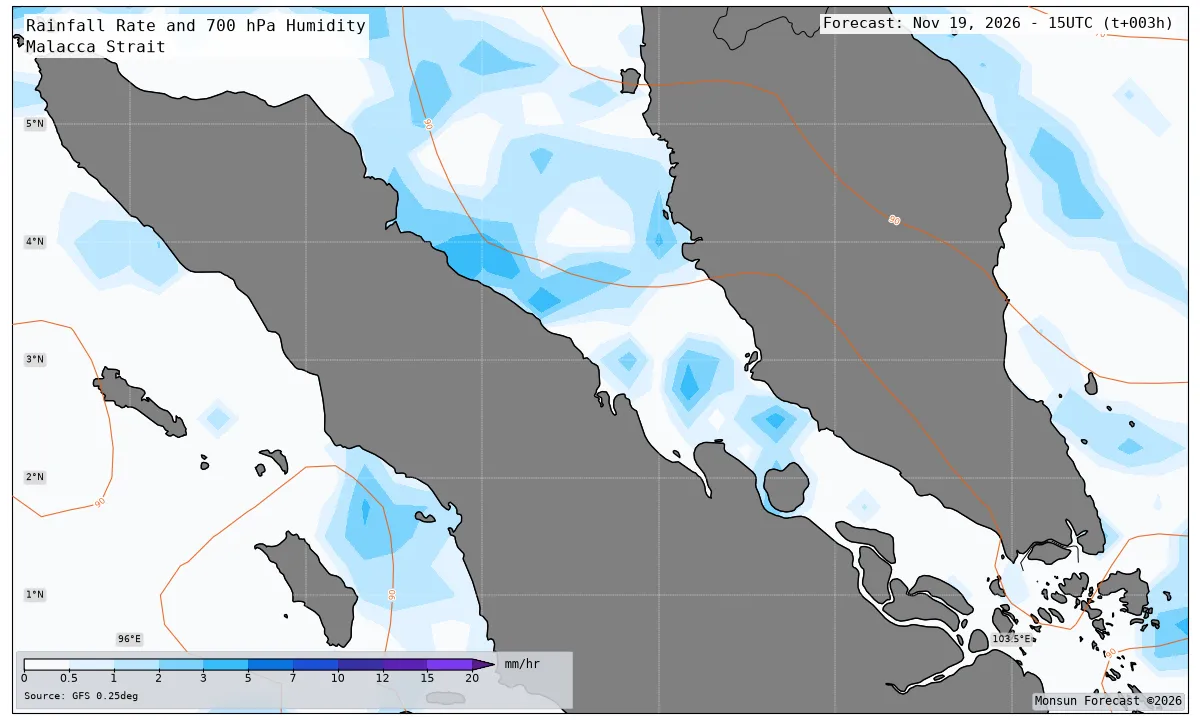 Rainfall Rate and 700 hPa Humidity
Malacca Strait
Forecast: Nov 19, 2026 - 15UTC (t+003h)
90
90
90
90
90
90
5°N
4°N
3°N
2°N
1°N
96°E
103.5°E
0 0.5 1 2 3 5 7 10 12 15 20
mm/hr
Source: GFS 0.25deg
Monsun Forecast ©2026